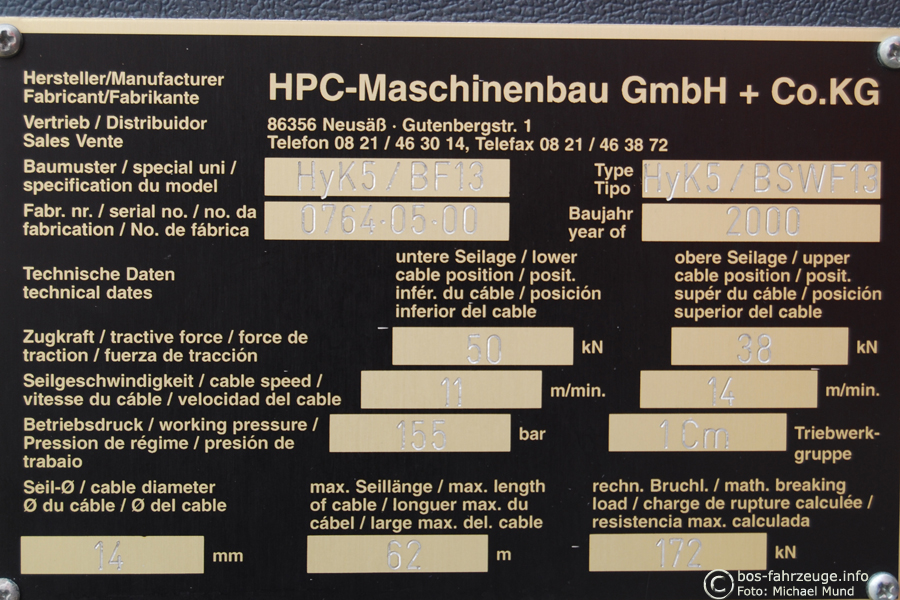 Hersteller/Manufacturer
Fabricant/Fabrikante
HPC-Maschinenbau GmbH + Co.KG
Vertrieb / Distribuidor
Sales Vente
86356 Neusäß · Gutenbergstr. 1
Telefon 08 21 / 46 30 14, Telefax 08 21 / 46 38 72
Baumuster / special uni /
specification du model
HyK5 / BF13
Type
Tipo
HyK5 / BSWF13
Fabr. nr. / serial no. / no. da
fabrication / No. de fábrica
0764-05-00
Baujahr
year of
2000
Technische Daten
technical dates
untere Seilage / lower
cable position / posit.
infér. du câble / posición
inferior del cable
obere Seilage / upper
cable position / posit.
supér du câble / posición
superior del cable
Zugkraft / tractive force / force de
traction / fuerza de tracción
50 kN
38 kN
Seilgeschwindigkeit / cable speed /
vitesse du câble / velocidad del cable
11 m/min.
14 m/min.
Betriebsdruck / working pressure /
Pression de régime / presión de
trabaio
155 bar
1 Cm
Triebwerk-
gruppe
Seil-Ø / cable diameter
Ø du câble / Ø del cable
14 mm
max. Seillänge / max. length
of cable / longuer max. du
câbel / large max. del. cable
62 m
rechn. Bruchl. / math. breaking
load / charge de rupture calculée /
resistencia max. calculada
172 kN
© bos-fahrzeuge.info
Foto: Michael Mund